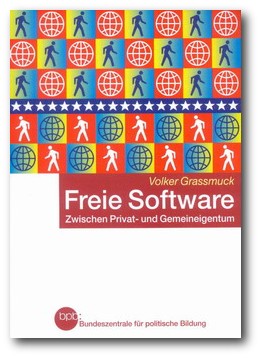 Volker Grassmuck
Freie Software
Zwischen Privat- und Gemeineigentum
bpb:
Bundeszentrale für politische Bildung